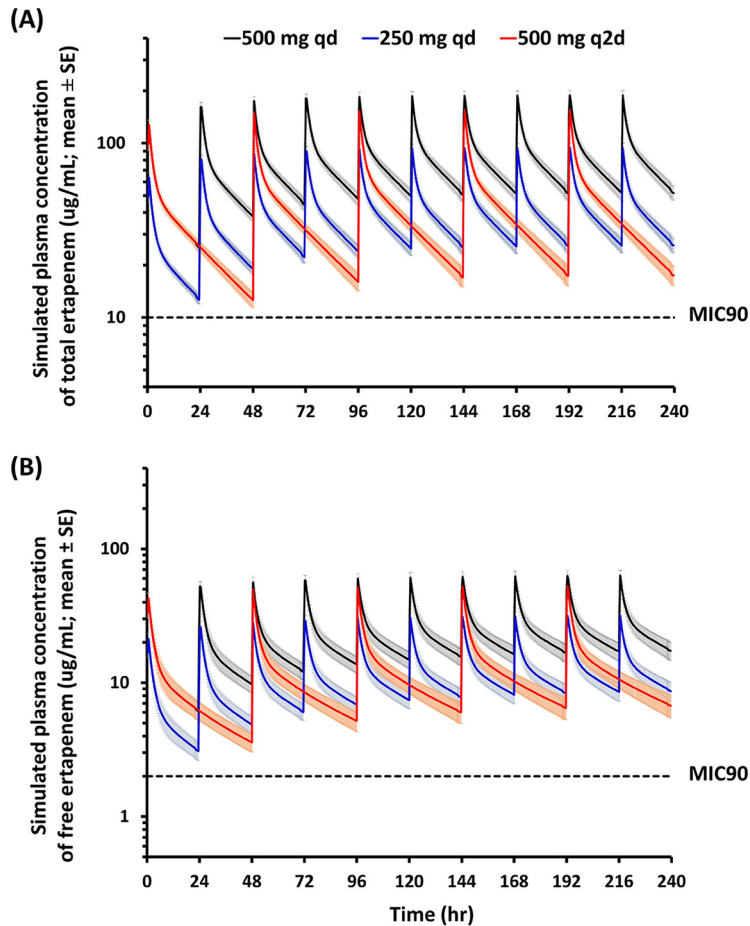 (A)
500 mg qd 250 mg qd 500 mg q2d
Simulated plasma concentration
of total ertapenem (ug/mL; mean ± SE)
100
10
MIC90
0 24 48 72 96 120 144 168 192 216 240
(B)
Simulated plasma concentration
of free ertapenem (ug/mL; mean ± SE)
100
10
1
MIC90
0 24 48 72 96 120 144 168 192 216 240
Time (hr)